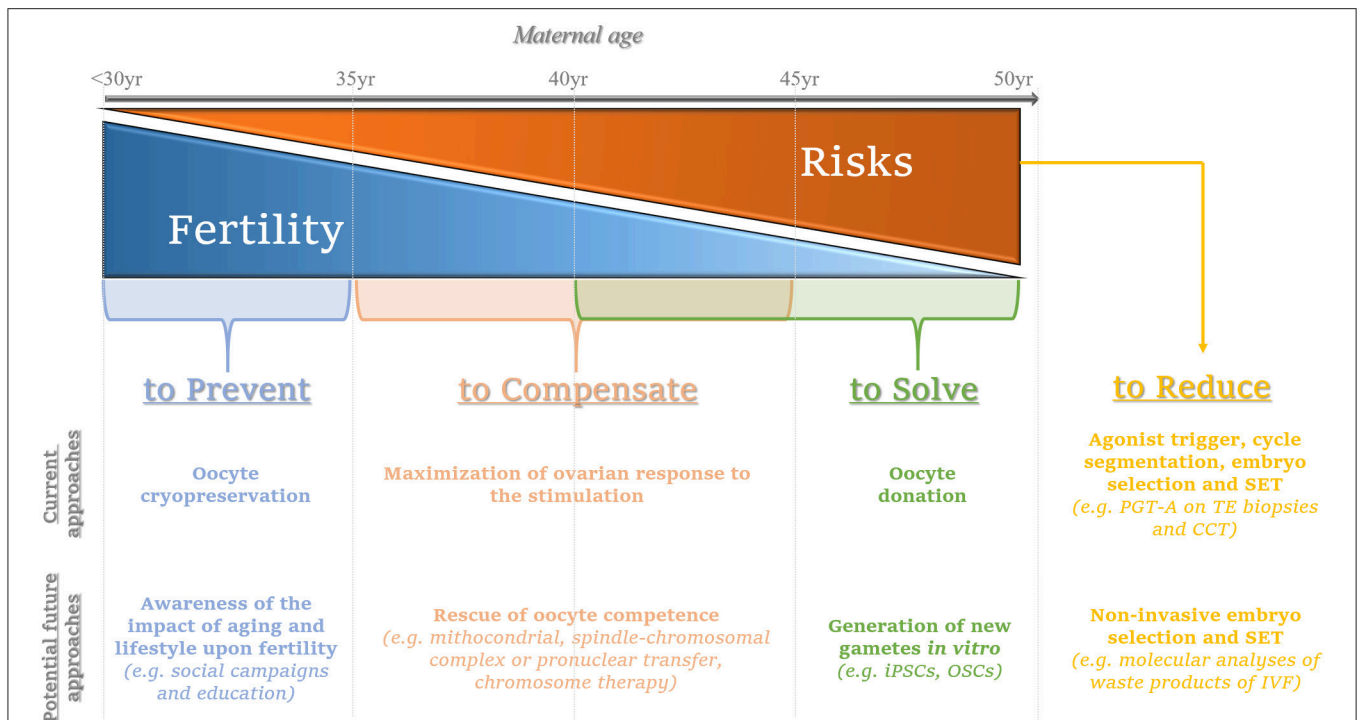 Maternal age
<30yr
35yr
40yr
45yr
50yr
Risks
Fertility
to Prevent
to Compensate
to Solve
to Reduce
Current
approaches
Oocyte
cryopreservation
Maximization of ovarian response to
the stimulation
Oocyte
donation
Agonist trigger, cycle
segmentation, embryo
selection and SET
(e.g. PGT-A on TE biopsies
and CCT)
Potential future
approaches
Awareness of the
impact of aging and
lifestyle upon fertility
(e.g. social campaigns
and education)
Rescue of oocyte competence
(e.g. mithocondrial, spindle-chromosomal
complex or pronuclear transfer,
chromosome therapy)
Generation of new
gametes in vitro
(e.g. iPSCs, OSCs)
Non-invasive embryo
selection and SET
(e.g. molecular analyses of
waste products of IVF)